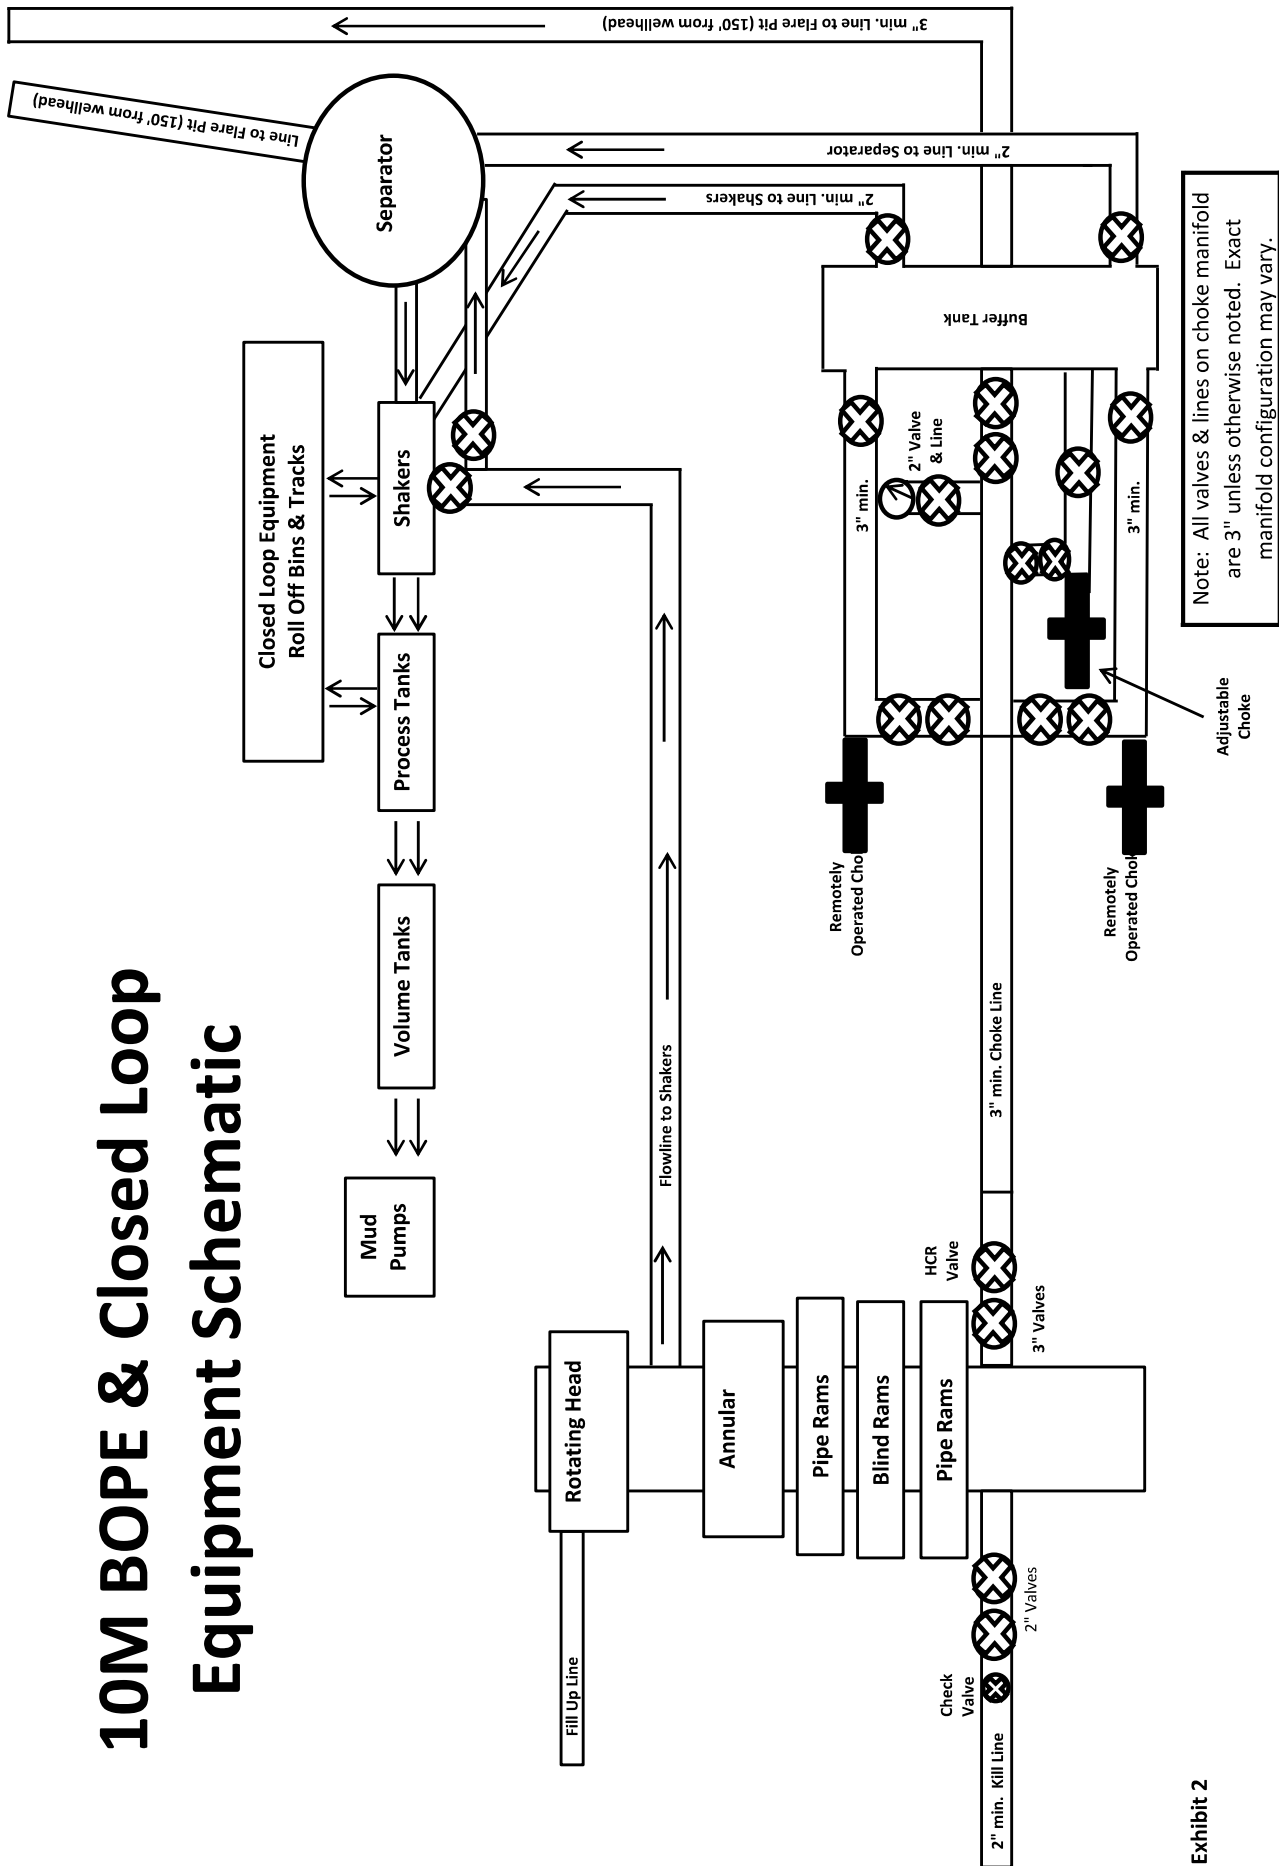 10M BOPE & Closed Loop
Equipment Schematic
Closed Loop Equipment
Roll Off Bins & Tracks
Mud
Pumps
Volume Tanks
Process Tanks
Shakers
Separator
Line to Flare Pit (150' from wellhead)
3" min. Line to Flare Pit (150' from wellhead)
2" min. Line to Separator
2" min. Line to Shakers
Fill Up Line
Rotating Head
Flowline to Shakers
Annular
Pipe Rams
Blind Rams
Pipe Rams
2" min. Kill Line
Check
Valve
2" Valves
3" Valves
HCR
Valve
3" min. Choke Line
Remotely
Operated Cho
Remotely
Operated Chok
Adjustable
Choke
3" min.
2" Valve
& Line
3" min.
Buffer Tank
Note: All valves & lines on choke manifold
are 3" unless otherwise noted. Exact
manifold configuration may vary.
Exhibit 2